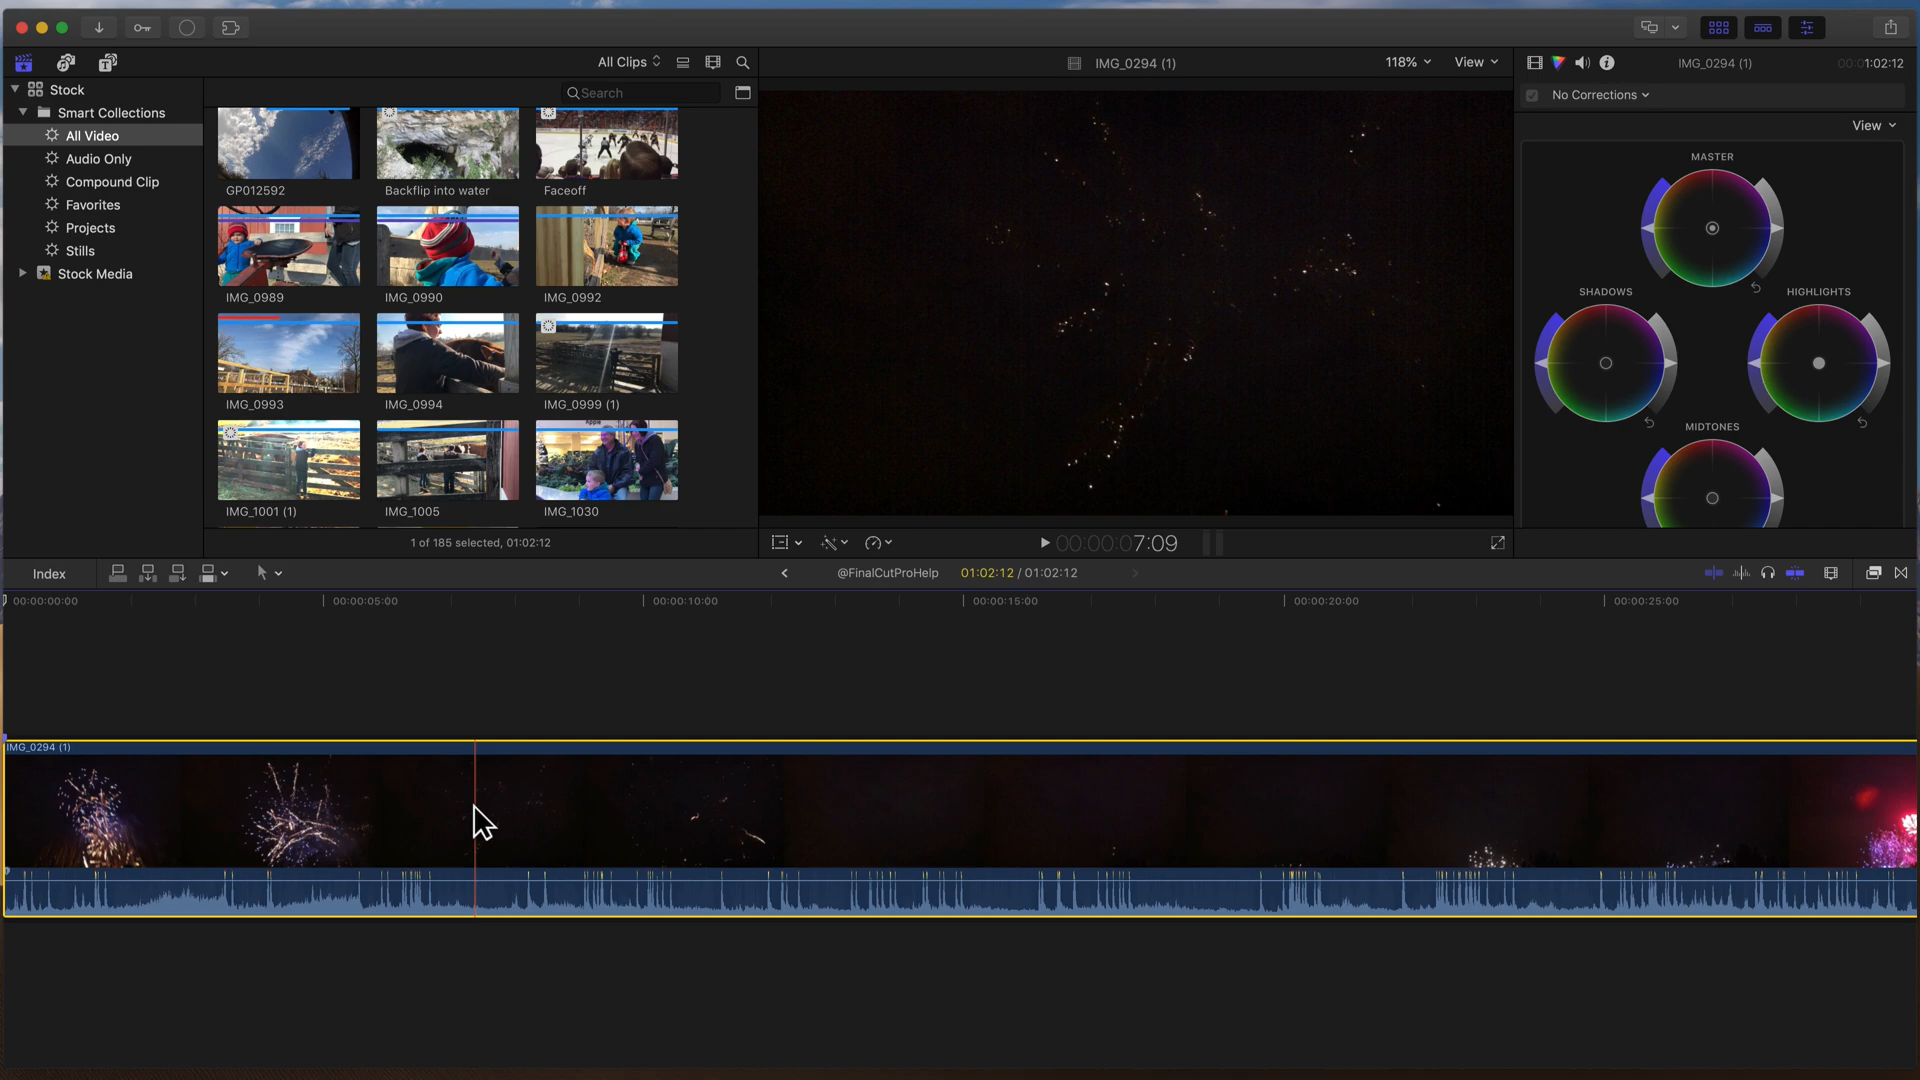 All Clips
IMG_0294 (1)
118%
View
IMG_0294 (1)
00:001:02:12
Stock
Smart Collections
All Video
Audio Only
Compound Clip
Favorites
Projects
Stills
Stock Media
Search
GP012592
Backflip into water
Faceoff
IMG_0989
IMG_0990
IMG_0992
IMG_0993
IMG_0994
IMG_0999 (1)
IMG_1001 (1)
IMG_1005
IMG_1030
1 of 185 selected, 01:02:12
00:00:00:07:09
No Corrections
View
MASTER
SHADOWS
HIGHLIGHTS
MIDTONES
Index
@FinalCutProHelp
01:02:12 / 01:02:12
00:00:00:00
00:00:05:00
00:00:10:00
00:00:15:00
00:00:20:00
00:00:25:00
IMG_0294 (1)